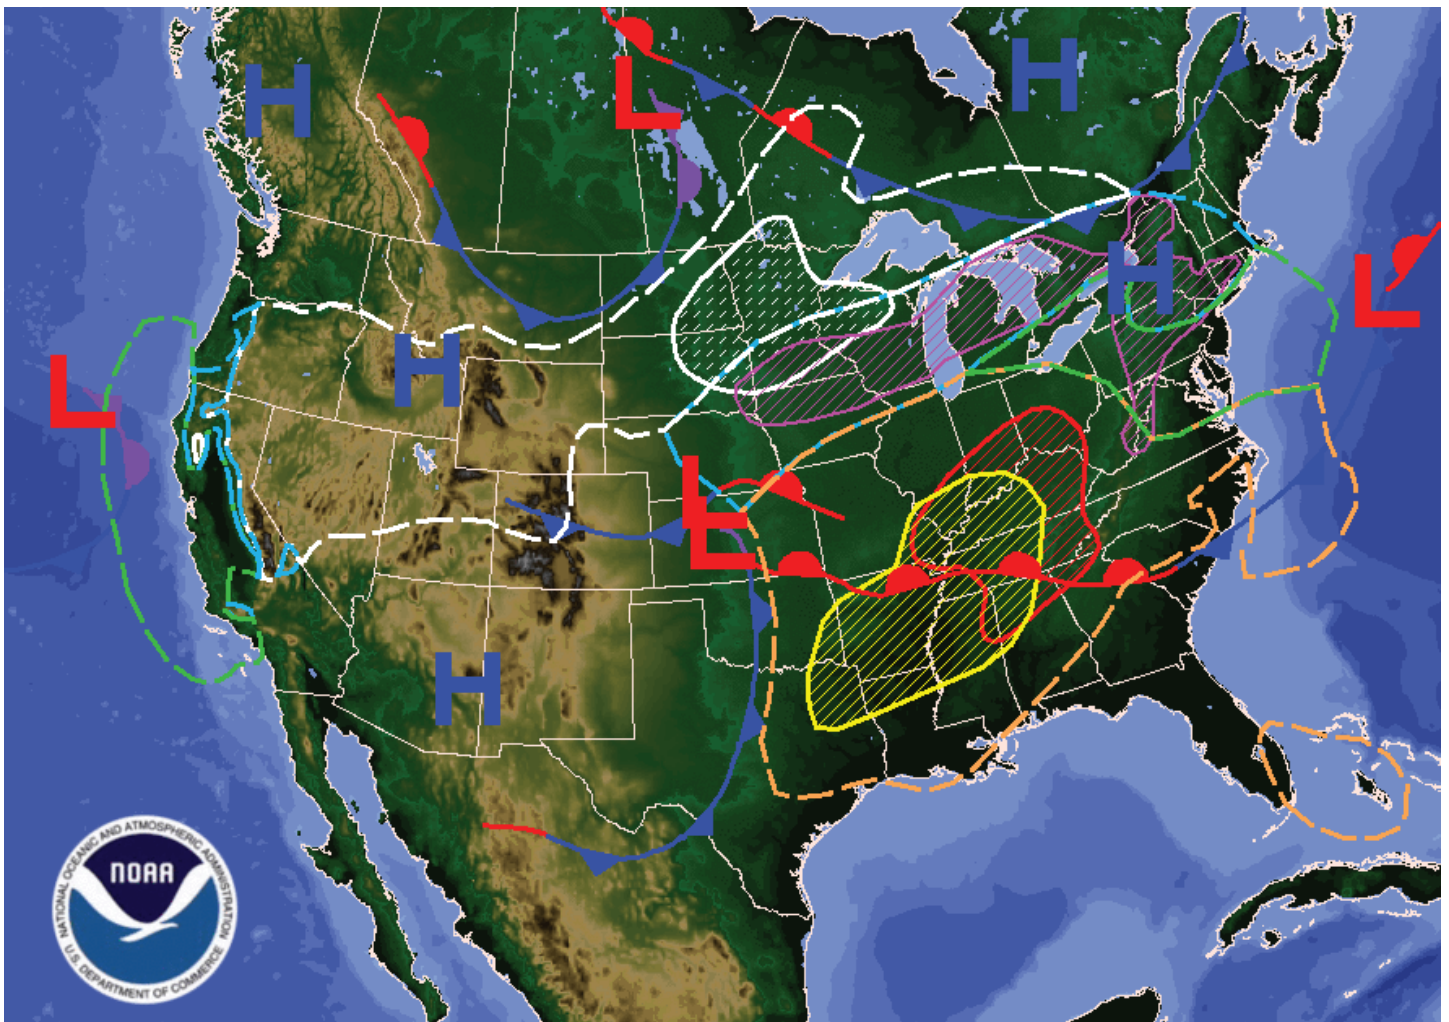 H
H
L
H
L
H
L
H
L
L
H
NOAA
NATIONAL OCEANIC AND ATMOSPHERIC ADMINISTRATION
U.S. DEPARTMENT OF COMMERCE